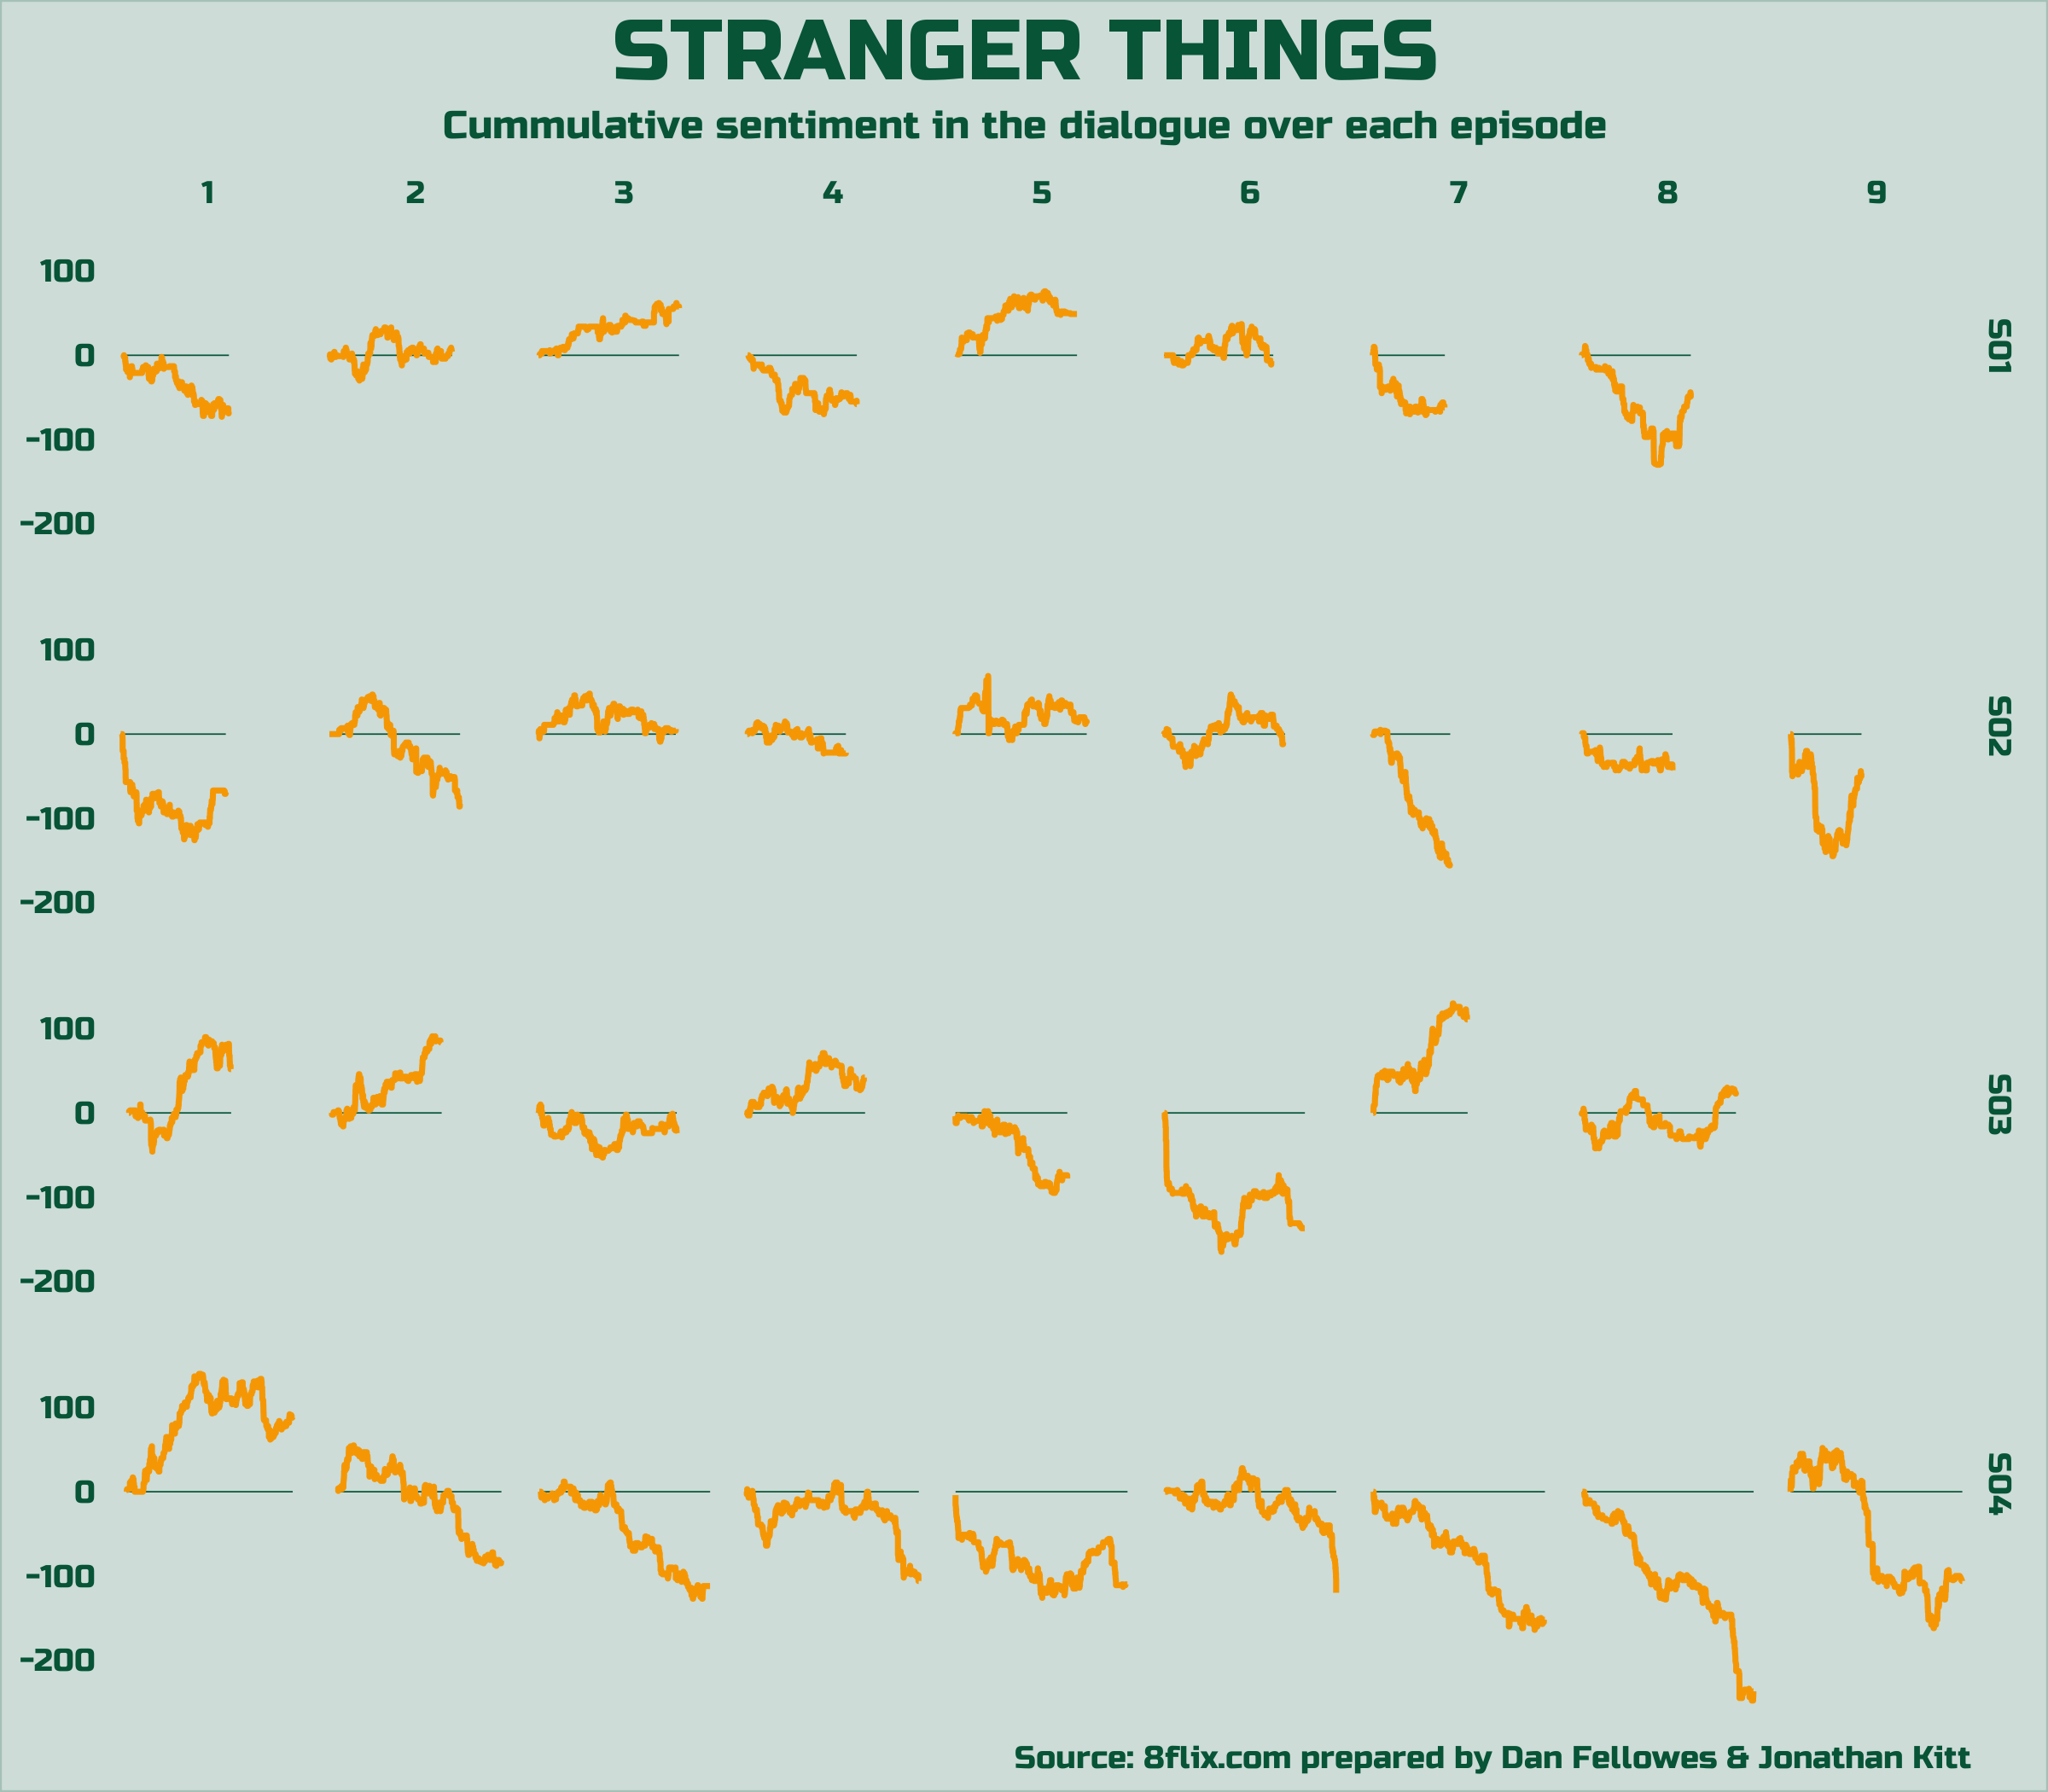 STRANGER THINGS
Cummulative sentiment in the dialogue over each episode
1 2 3 4 5 6 7 8 9
100
0
-100
-200
S01
100
0
-100
-200
S02
100
0
-100
-200
S03
100
0
-100
-200
S04
Source: 8flix.com prepared by Dan Fellowes & Jonathan Kitt